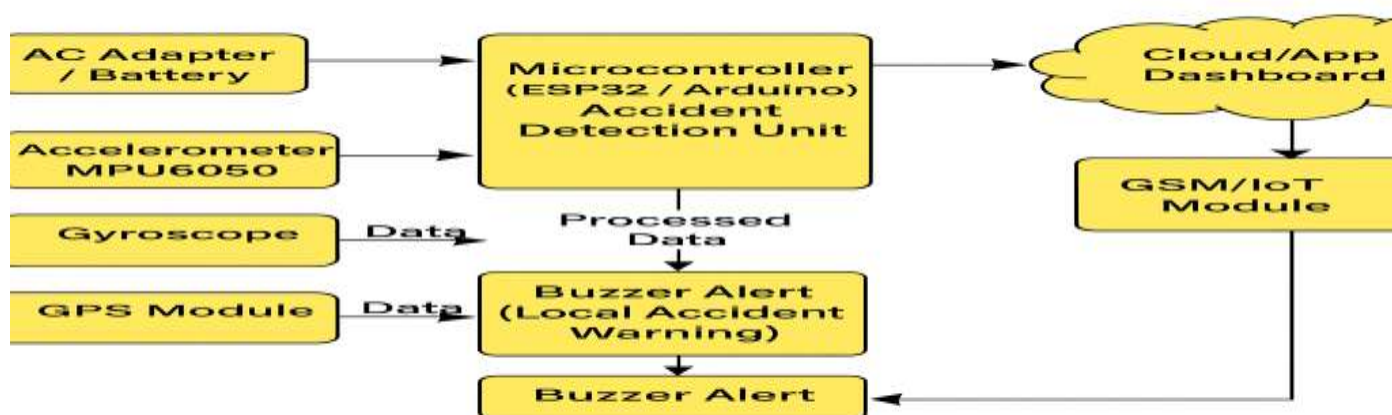 AC Adapter
/ Battery
Microcontroller
(ESP32 / Arduino)
Accident
Detection Unit
Cloud/App
Dashboard
Accelerometer
MPU6050
GSM/IoT
Module
Gyroscope
Data
Processed
Data
GPS Module
Data
Buzzer Alert
(Local Accident
Warning)
Buzzer Alert